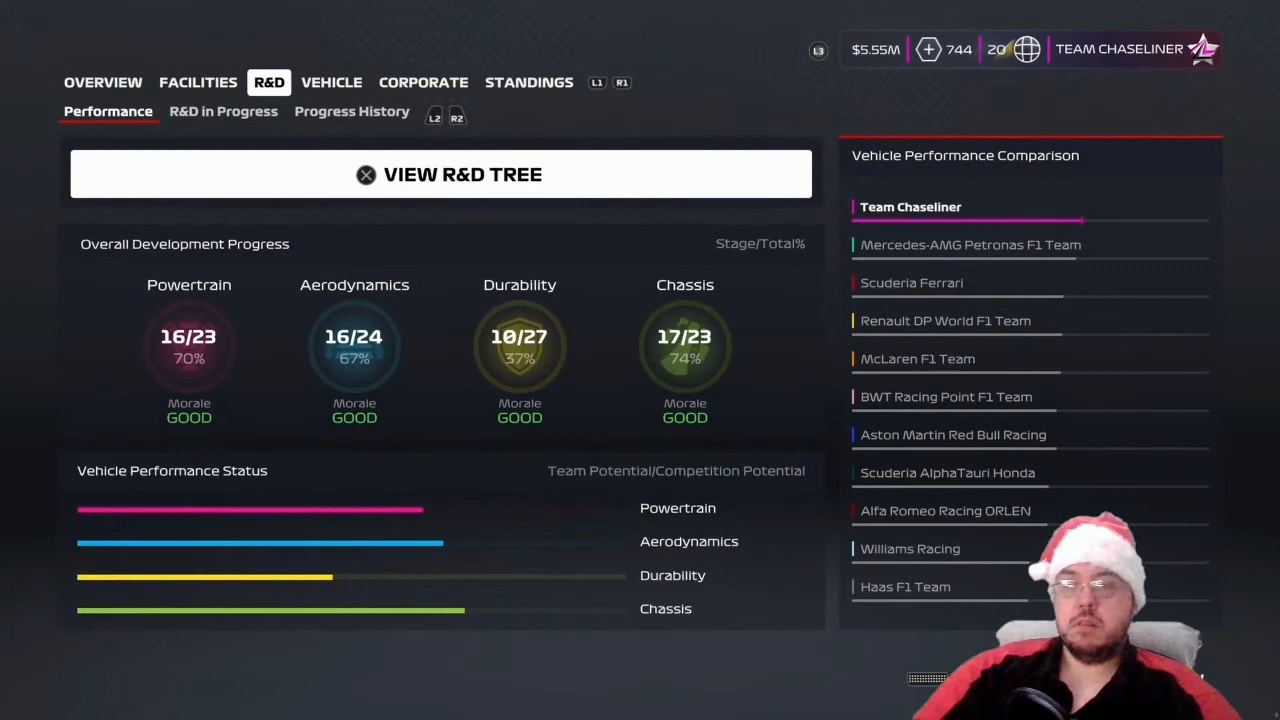 L3
$5.55M
744
20
TEAM CHASELINER
OVERVIEW FACILITIES R&D VEHICLE CORPORATE STANDINGS L1 R1
Performance R&D in Progress Progress History L2 R2
VIEW R&D TREE
Overall Development Progress Stage/Total%
Powertrain Aerodynamics Durability Chassis
16/23 16/24 10/27 17/23
70% 67% 37% 74%
Morale Morale Morale Morale
GOOD GOOD GOOD GOOD
Vehicle Performance Status Team Potential/Competition Potential
Powertrain
Aerodynamics
Durability
Chassis
Vehicle Performance Comparison
Team Chaseliner
Mercedes-AMG Petronas F1 Team
Scuderia Ferrari
Renault DP World F1 Team
McLaren F1 Team
BWT Racing Point F1 Team
Aston Martin Red Bull Racing
Scuderia AlphaTauri Honda
Alfa Romeo Racing ORLEN
Williams Racing
Haas F1 Team